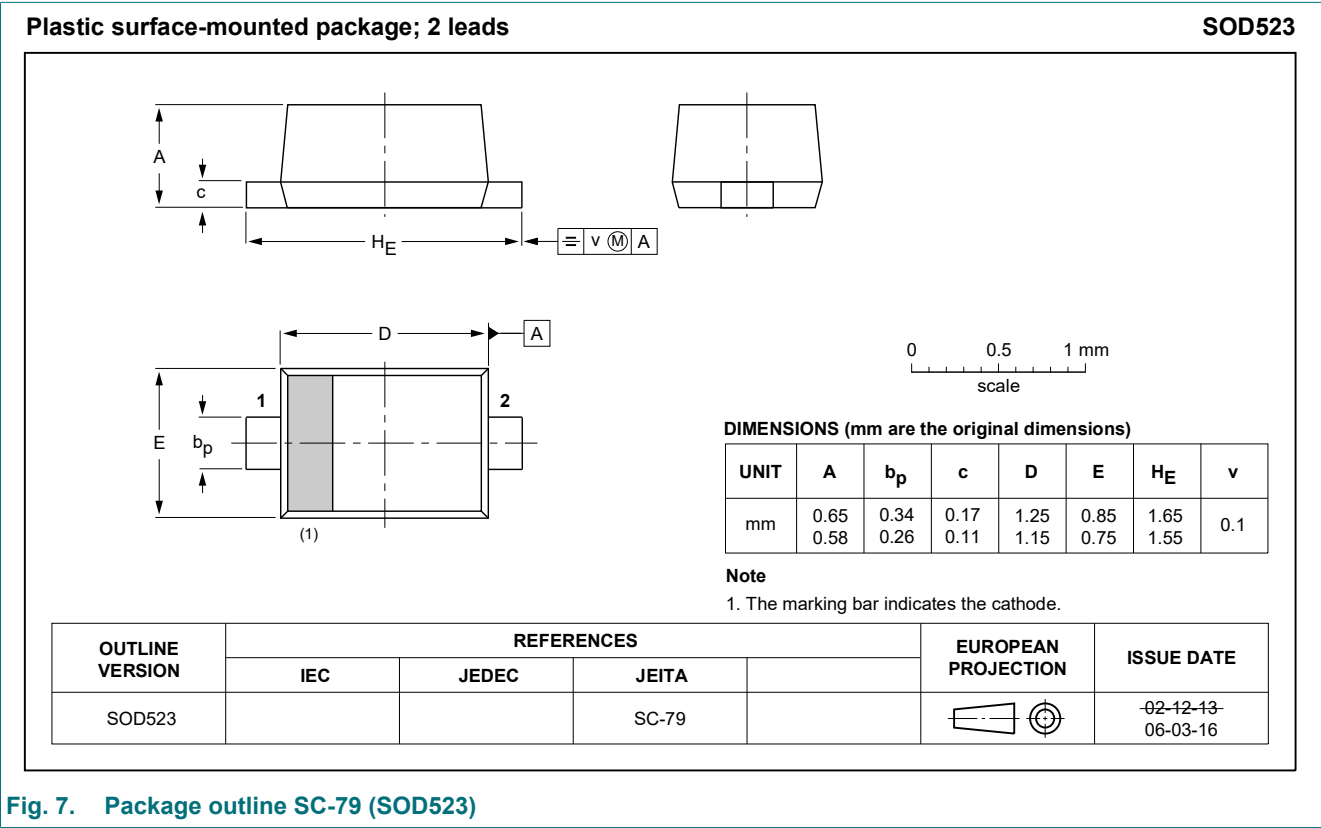 Plastic surface-mounted package; 2 leads SOD523
A
c
HE
= v Ⓜ A
D
A
1
2
E
bp
(1)
0 0.5 1 mm
scale
DIMENSIONS (mm are the original dimensions)
UNIT A bp c D E HE v
mm 0.65 0.34 0.17 1.25 0.85 1.65 0.1
0.58 0.26 0.11 1.15 0.75 1.55
Note
1. The marking bar indicates the cathode.
OUTLINE VERSION REFERENCES EUROPEAN PROJECTION ISSUE DATE
IEC JEDEC JEITA
SOD523 SC-79 02-12-13
06-03-16
Fig. 7. Package outline SC-79 (SOD523)